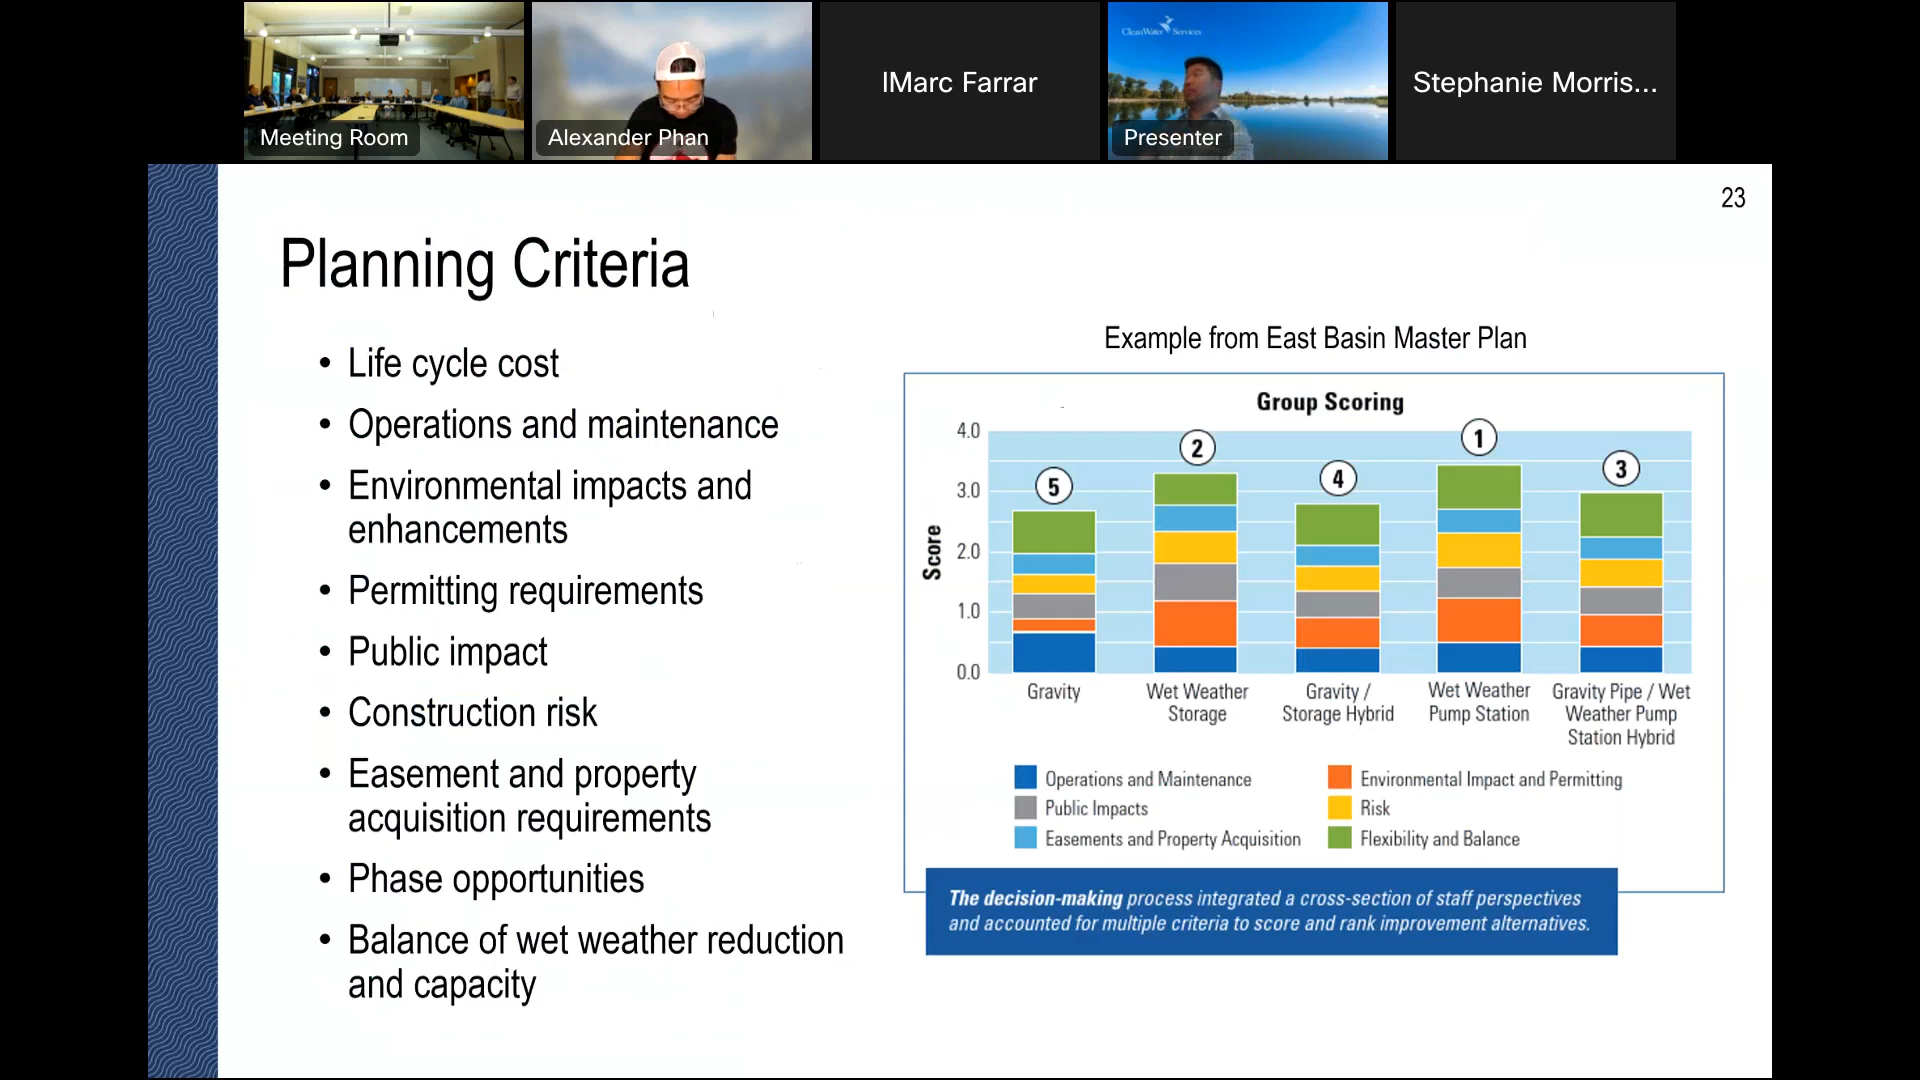 CleanWater Services
Meeting Room
Alexander Phan
IMarc Farrar
Presenter
Stephanie Morris...
23
Planning Criteria
• Life cycle cost
• Operations and maintenance
• Environmental impacts and
enhancements
• Permitting requirements
• Public impact
• Construction risk
• Easement and property
acquisition requirements
• Phase opportunities
• Balance of wet weather reduction
and capacity
Example from East Basin Master Plan
Group Scoring
Score
4.0
3.0
2.0
1.0
0.0
5
2
4
1
3
Gravity
Wet Weather
Storage
Gravity /
Storage Hybrid
Wet Weather
Pump Station
Gravity Pipe / Wet
Weather Pump
Station Hybrid
Operations and Maintenance
Environmental Impact and Permitting
Public Impacts
Risk
Easements and Property Acquisition
Flexibility and Balance
The decision-making process integrated a cross-section of staff perspectives
and accounted for multiple criteria to score and rank improvement alternatives.